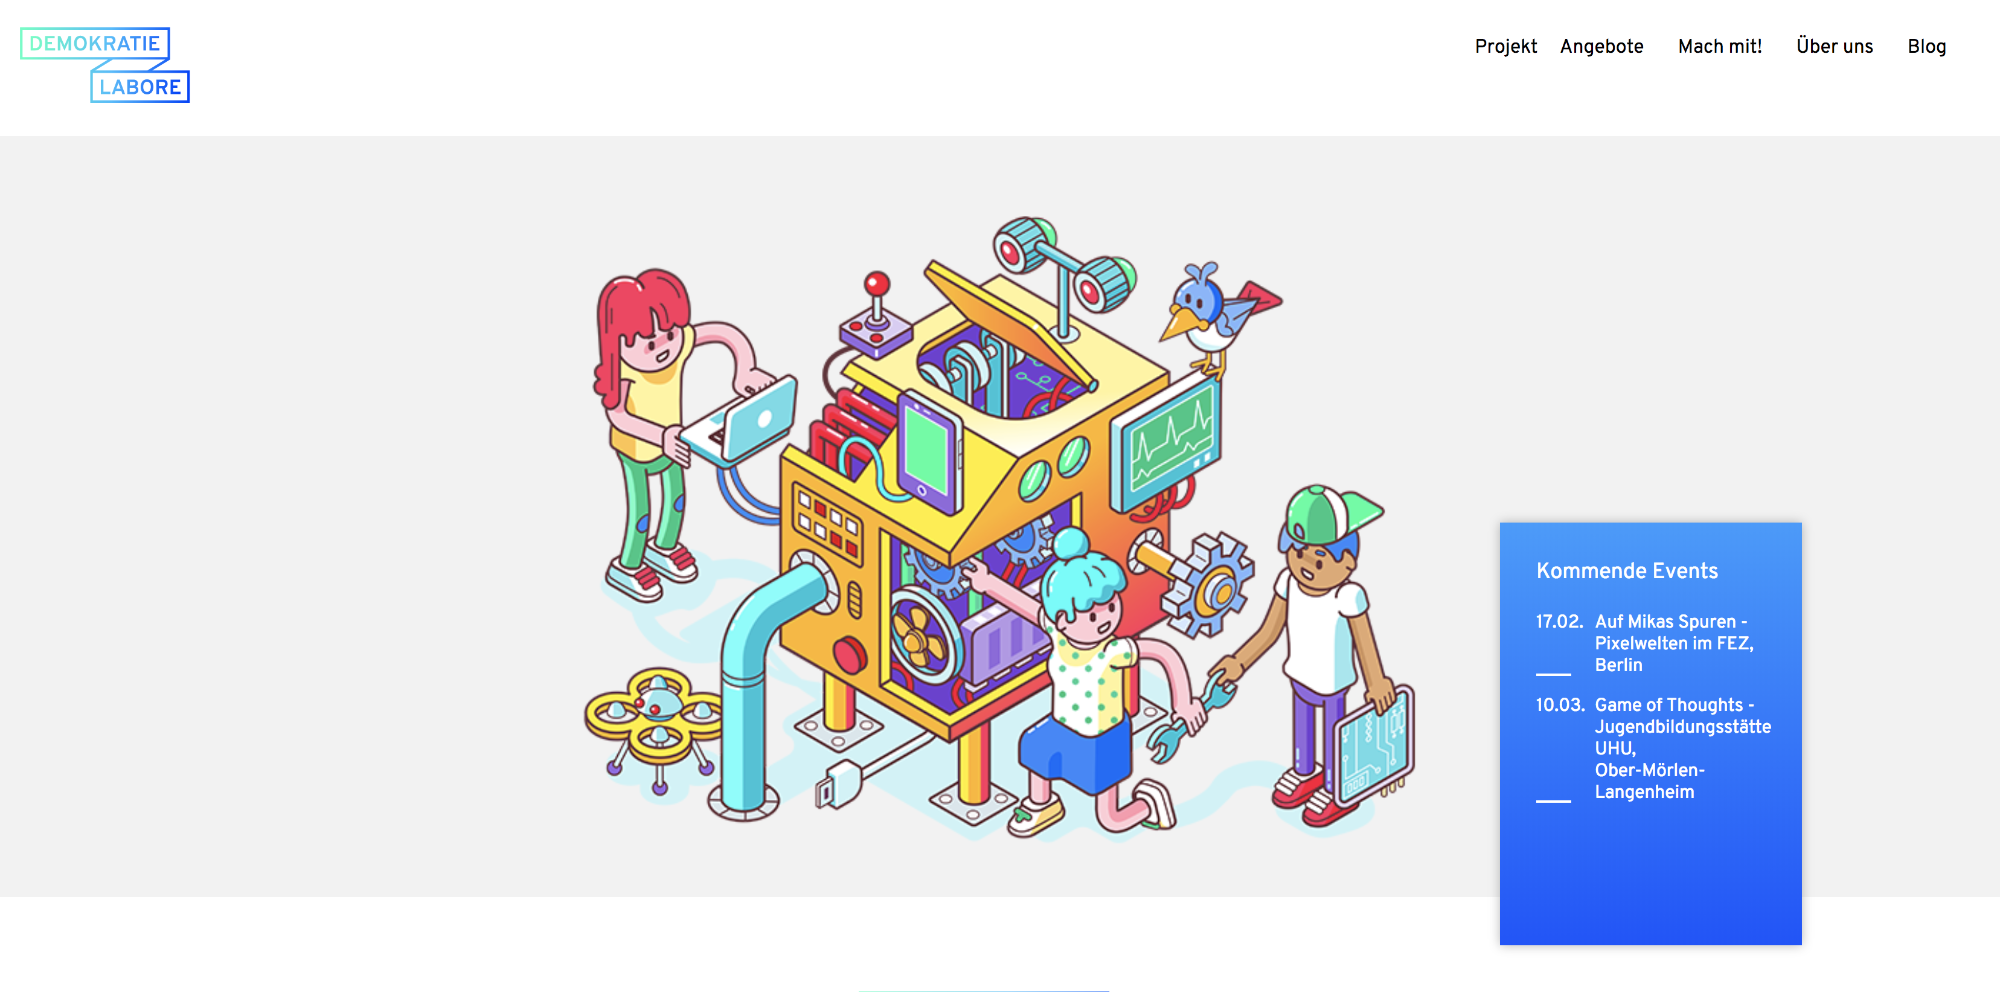 DEMOKRATIE
LABORE
Projekt Angebote Mach mit! Über uns Blog
Kommende Events
17.02. Auf Mikas Spuren -
Pixelwelten im FEZ,
Berlin
10.03. Game of Thoughts -
Jugendbildungsstätte
UHU,
Ober-Mörlen-
Langenheim